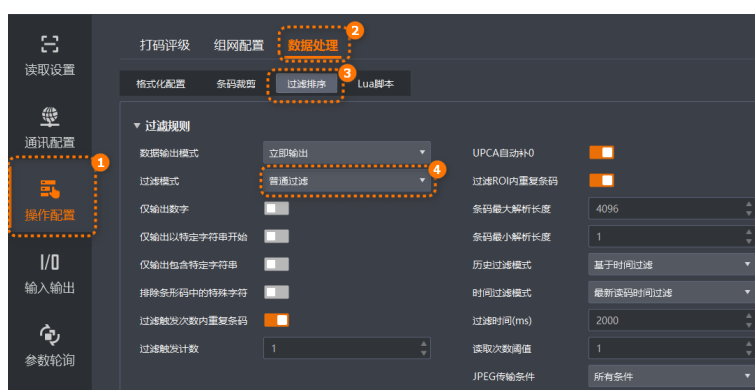 读取设置
通讯配置
1
操作配置
I/O
输入输出
参数轮询
打码评级 组网配置 数据处理 2
格式化配置 条码裁剪 过滤排序 3 Lua脚本
▼ 过滤规则
数据输出模式 立即输出
过滤模式 普通过滤 4
仅输出数字
仅输出以特定字符串开始
仅输出包含特定字符串
排除条形码中的特殊字符
过滤触发次数内重复条码
过滤触发计数 1
UPCA自动补0
过滤ROI内重复条码
条码最大解析长度 4096
条码最小解析长度 1
历史过滤模式 基于时间过滤
时间过滤模式 最新读码时间过滤
过滤时间(ms) 2000
读取次数阈值 1
JPEG传输条件 所有条件